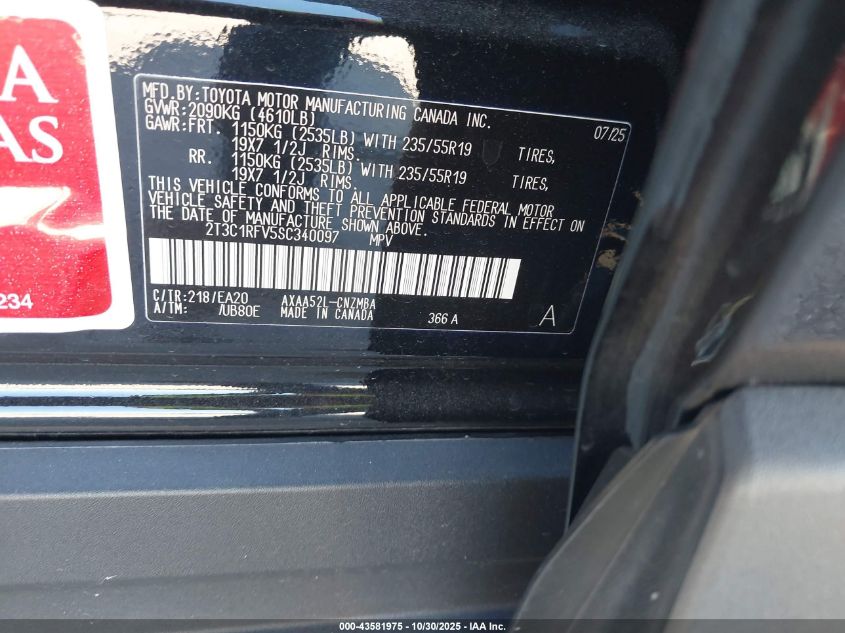 A
AS
234
MFD.BY:TOYOTA MOTOR MANUFACTURING CANADA INC.
GVWR:2090KG (4610LB) 07/25
GAWR:FRT. 1150KG (2535LB) WITH 235/55R19 TIRES,
19X7 1/2J RIMS.
RR. 1150KG (2535LB) WITH 235/55R19 TIRES,
19X7 1/2J RIMS.
THIS VEHICLE CONFORMS TO ALL APPLICABLE FEDERAL MOTOR
VEHICLE SAFETY AND THEFT PREVENTION STANDARDS IN EFFECT ON
THE DATE OF MANUFACTURE SHOWN ABOVE.
2T3C1RFV5SC340097 MPV
C/TR:218/EA20 AXAA52L-CNZMBA
A/TM: /UB80E MADE IN CANADA 366 A A
000-43581975 - 10/30/2025 - IAA Inc.